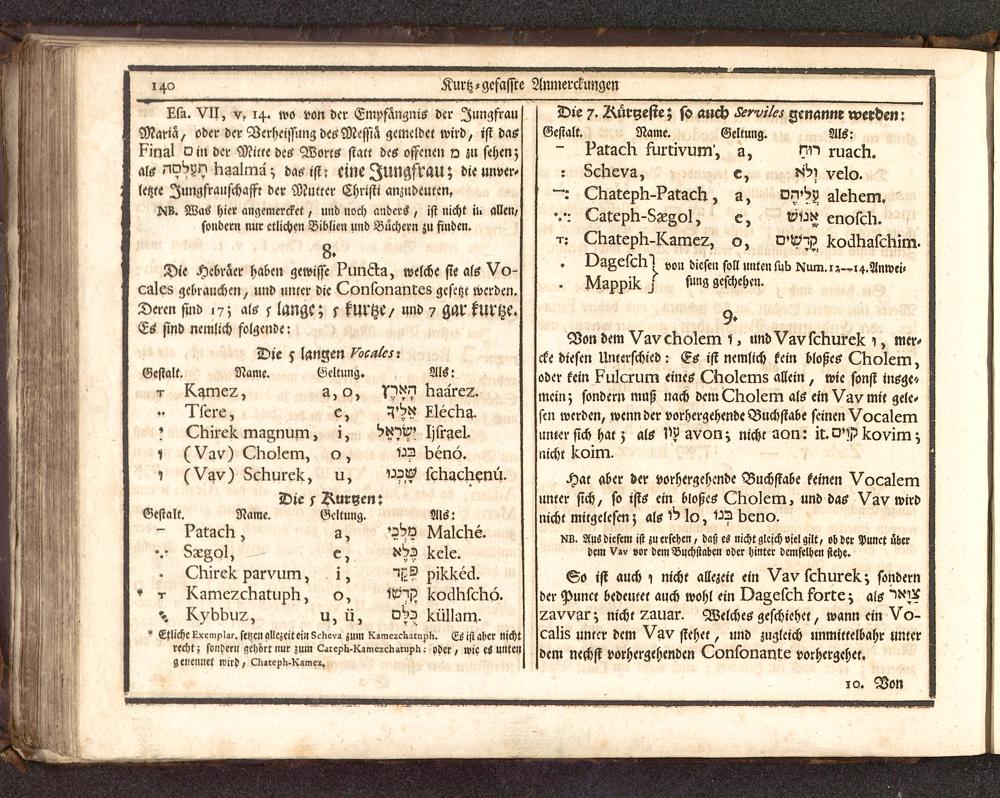 140
Kurtz-gefasste Anmerckungen
Esa. VII, v. 14. wo von der Empfängnis der Jungfrau
Mariä, oder der Verheissung des Messiä gemeldet wird, ist das
Final ם in der Mitte des Worts statt des offenen מ zu sehen;
als haalmá; das ist: eine Jungfrau; die unver-
letzte Jungfrauschafft der Mutter Christi anzudeuten.
NB. Was hier angemercket, und noch anders, ist nicht in allen,
sondern nur etlichen Biblien und Büchern zu finden.
8.
Die Hebräer haben gewisse Puncta, welche sie als Vo-
cales gebrauchen, und unter die Consonantes gesetzt werden.
Deren sind 17; als 5 lange; 5 kurtze, und 7 gar kurtze.
Es sind nemlich folgende:
Die 5 langen Vocales:
Gestalt. Name. Geltung. Als:
ָ Kamez, a, o, הָאָרֶץ haárez.
ֵ Tsere, e, אֵלֶיךָ Elécha.
Chirek magnum, i, יִשְׂרָאֵל Ijsrael.
וֹ (Vav) Cholem, o, בְּנוֹ bénó.
וּ (Vav) Schurek, u, שָׁכְנוּ schachenú.
Die 5 Kurtzen:
Gestalt. Name. Geltung. Als:
ַ Patach, a, מַלְכֵּי Malché.
ֶ Sægol, e, כֶּלֶא kele.
ִ Chirek parvum, i, פִּקֵּד pikkéd.
* ָ Kamezchatuph, o, קָדְשׁוֹ kodhschó.
ֻ Kybbuz, u, ü, כֻּלָּם küllam.
* Etliche Exemplar. setzen allezeit ein Scheva zum Kamezchatuph. Es ist aber nicht
recht; sondern gehört nur zum Cateph-Kamezchatuph: oder, wie es unten
genennet wird, Chateph-Kamez.
Die 7. Kürtzeste; so auch Serviles genannt werden:
Gestalt. Name. Geltung. Als:
ַ Patach furtivum, a, רוּחַ ruach.
ְ Scheva, e, וְלֹא velo.
ֲ Chateph-Patach, a, עֲלֵיהֶם alehem.
ֱ Cateph-Sægol, e, אֱנוֹשׁ enosch.
ֳ Chateph-Kamez, o, קֳדָשִׁים kodhaschim.
. Dagesch } von diesen soll unten sub Num. 12--14. Anwei-
. Mappik } sung geschehen.
9.
Von dem Vav cholem וֹ, und Vav schurek וּ, mer-
cke diesen Unterschied: Es ist nemlich kein bloßes Cholem,
oder kein Fulcrum eines Cholems allein, wie sonst insge-
mein; sondern muß nach dem Cholem als ein Vav mit gele-
sen werden, wenn der vorhergehende Buchstabe seinen Vocalem
unter sich hat; als עָוֹן avon; nicht aon: it. קֹוִים kovim;
nicht koim.
Hat aber der vorhergehende Buchstabe keinen Vocalem
unter sich, so ists ein bloßes Cholem, und das Vav wird
nicht mitgelesen; als לוֹ lo, בְּנוֹ beno.
NB. Aus diesem ist zu ersehen, daß es nicht gleich viel gilt, ob der Punct über
dem Vav vor dem Buchstaben oder hinter demselben stehe.
So ist auch וּ nicht allezeit ein Vav schurek; sondern
der Punct bedeutet auch wohl ein Dagesch forte; als צַוָּאר
zavvar; nicht zauar. Welches geschiehet, wann ein Vo-
calis unter dem Vav stehet, und zugleich unmittelbahr unter
dem nechst vorhergehenden Consonante vorhergehet.
10. Von